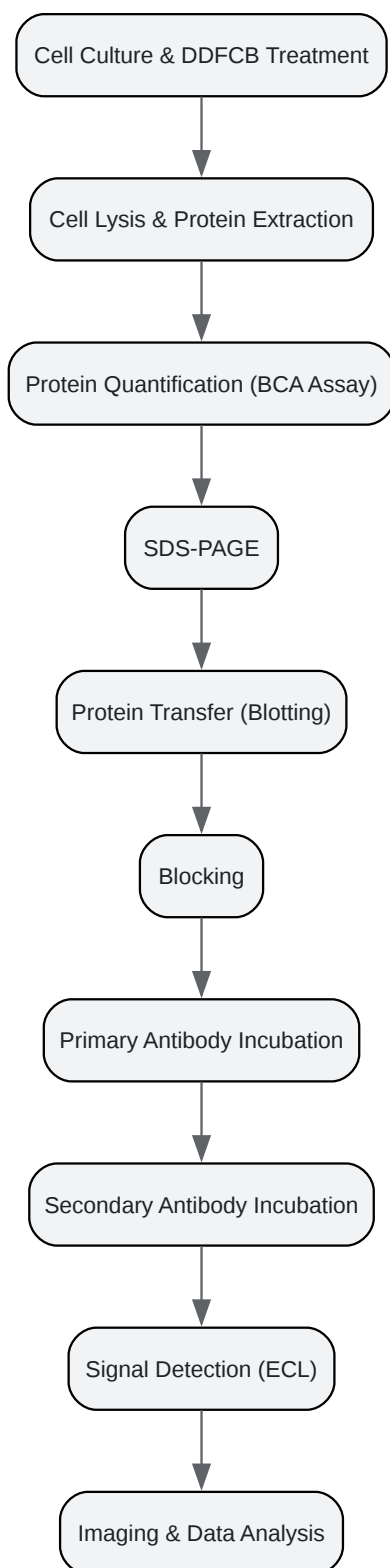 Cell Culture & DDFCB Treatment
Cell Lysis & Protein Extraction
Protein Quantification (BCA Assay)
SDS-PAGE
Protein Transfer (Blotting)
Blocking
Primary Antibody Incubation
Secondary Antibody Incubation
Signal Detection (ECL)
Imaging & Data Analysis